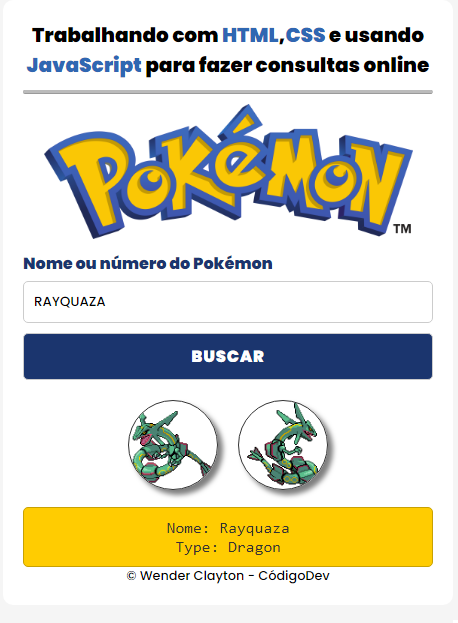 Trabalhando com HTML,CSS e usando
JavaScript para fazer consultas online
POKéMON
TM
Nome ou número do Pokémon
RAYQUAZA
BUSCAR
Nome: Rayquaza
Type: Dragon
© Wender Clayton - CódigoDev